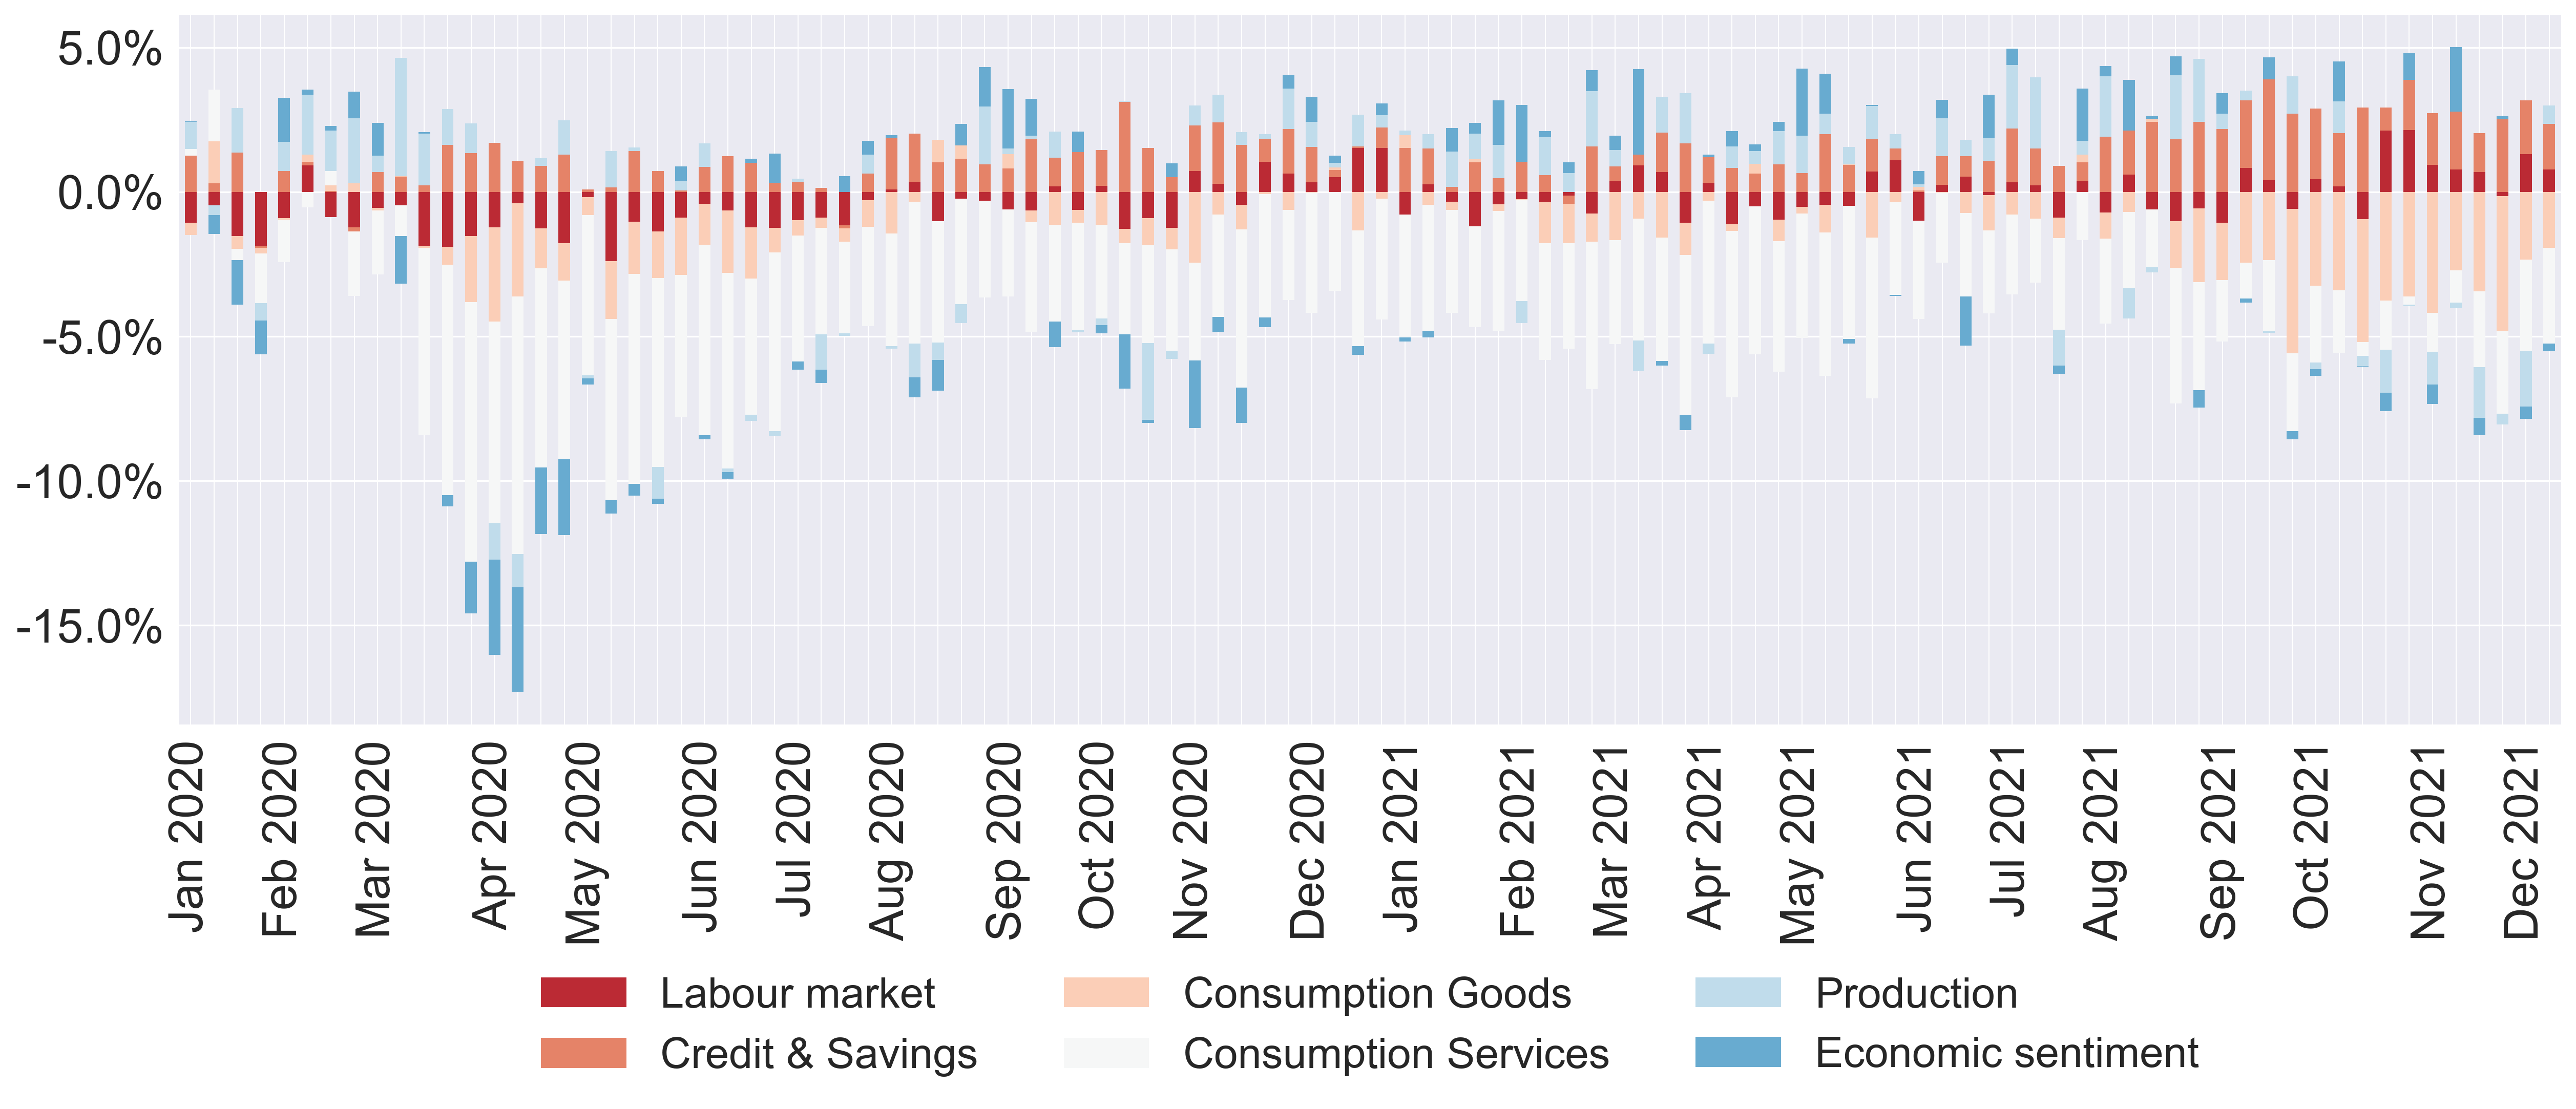 5.0%
0.0%
-5.0%
-10.0%
-15.0%
Jan 2020
Feb 2020
Mar 2020
Apr 2020
May 2020
Jun 2020
Jul 2020
Aug 2020
Sep 2020
Oct 2020
Nov 2020
Dec 2020
Jan 2021
Feb 2021
Mar 2021
Apr 2021
May 2021
Jun 2021
Jul 2021
Aug 2021
Sep 2021
Oct 2021
Nov 2021
Dec 2021
Labour market
Consumption Goods
Production
Credit & Savings
Consumption Services
Economic sentiment